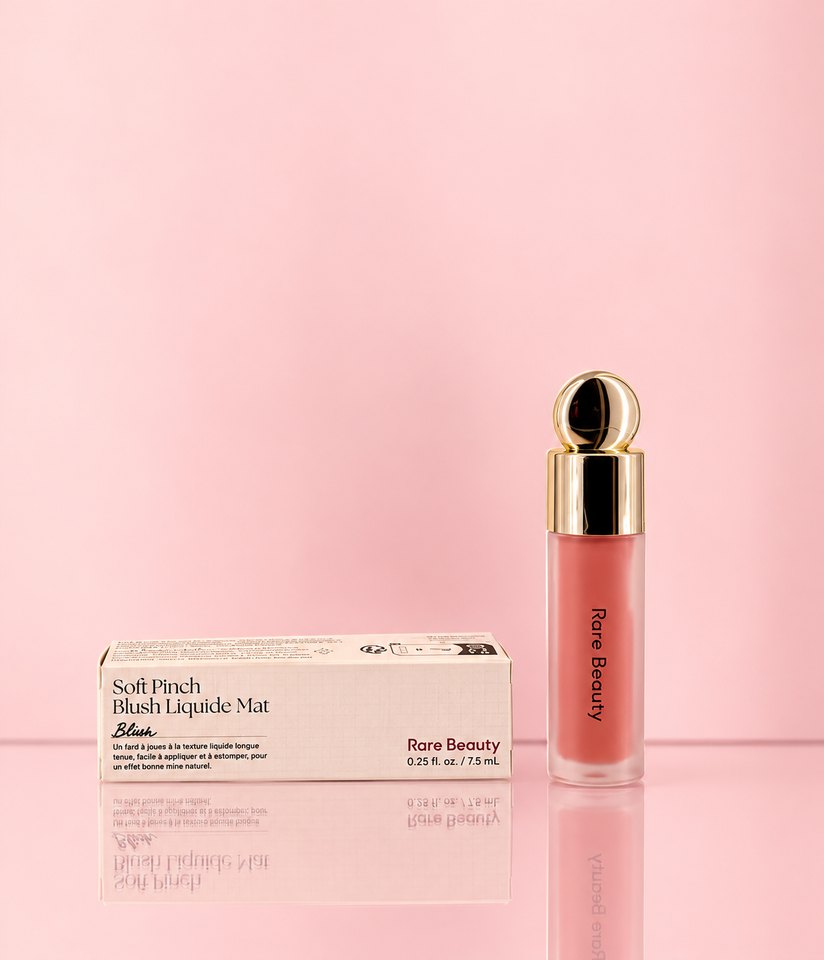 Soft Pinch
Blush Liquide Mat
Blush
Un fard à joues à la texture liquide longue
tenue, facile à appliquer et à estomper, pour
un effet bonne mine naturel.
Rare Beauty
0.25 fl. oz. / 7.5 mL
Rare Beauty